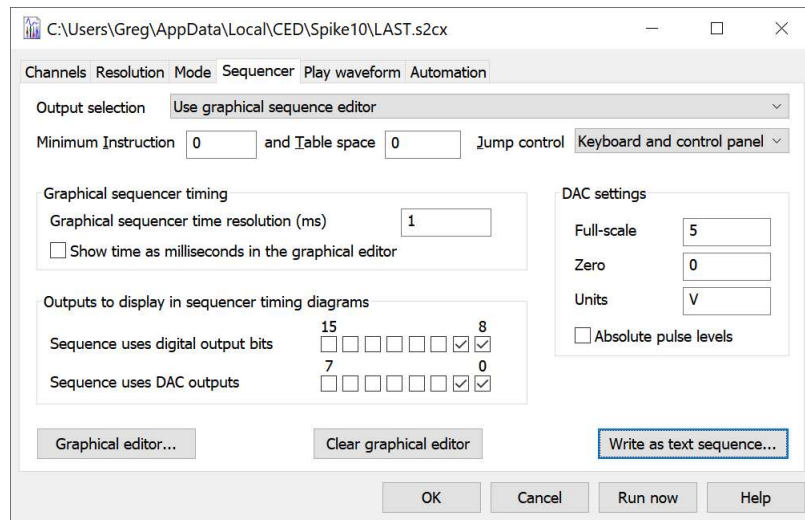 C:\Users\Greg\AppData\Local\CED\Spike10\LAST.s2cx
Channels Resolution Mode Sequencer Play waveform Automation
Output selection Use graphical sequence editor
Minimum Instruction 0 and Table space 0 Jump control Keyboard and control panel
Graphical sequencer timing
Graphical sequencer time resolution (ms) 1
Show time as milliseconds in the graphical editor
DAC settings
Full-scale 5
Zero 0
Units V
Absolute pulse levels
Outputs to display in sequencer timing diagrams
15 8
Sequence uses digital output bits
7 0
Sequence uses DAC outputs
Graphical editor... Clear graphical editor Write as text sequence...
OK Cancel Run now Help